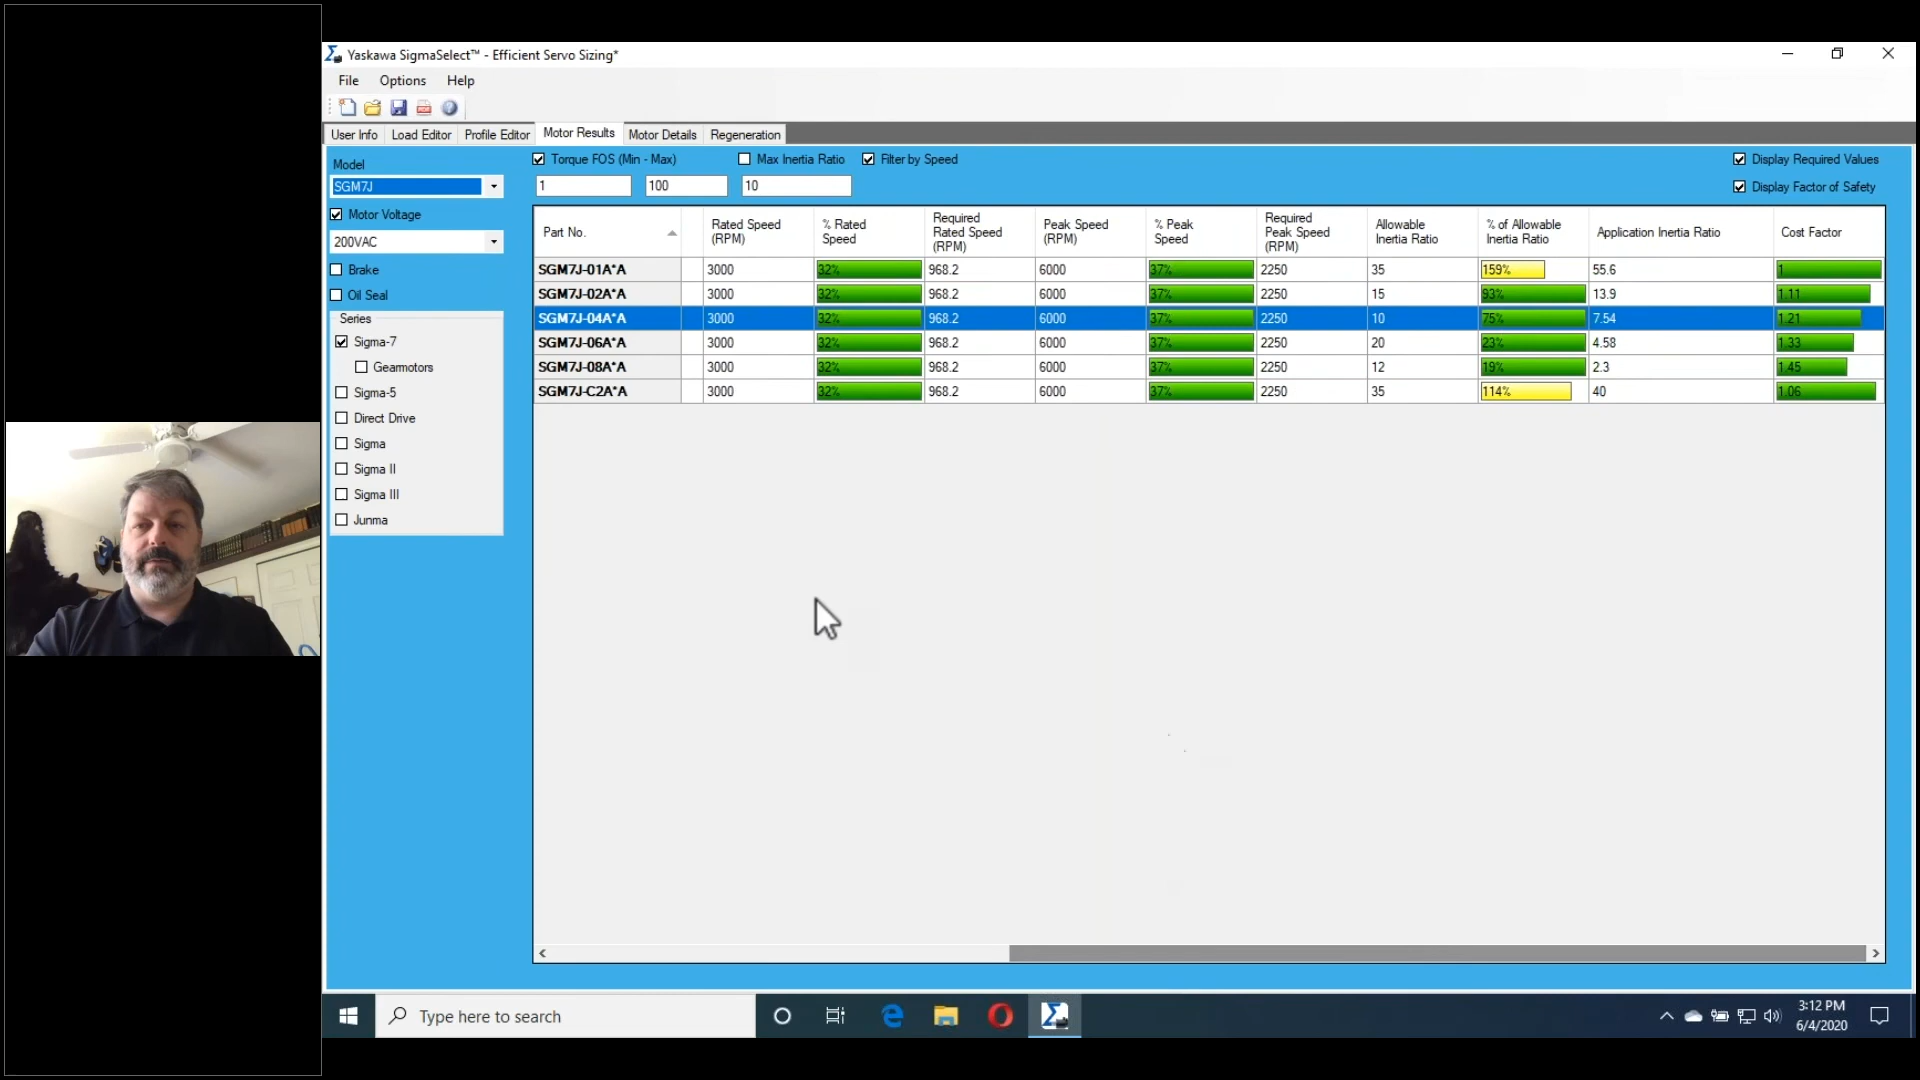 Yaskawa SigmaSelect™ - Efficient Servo Sizing*
File Options Help
User Info Load Editor Profile Editor Motor Results Motor Details Regeneration
Model
SGM7J
Motor Voltage
200VAC
Brake
Oil Seal
Series
Sigma-7
Gearmotors
Sigma-5
Direct Drive
Sigma
Sigma II
Sigma III
Junma
Torque FOS (Min - Max) Max Inertia Ratio Filter by Speed
1 100 10
Display Required Values
Display Factor of Safety
Part No. Rated Speed (RPM) % Rated Speed Required Rated Speed (RPM) Peak Speed (RPM) % Peak Speed Required Peak Speed (RPM) Allowable Inertia Ratio % of Allowable Inertia Ratio Application Inertia Ratio Cost Factor
SGM7J-01A*A 3000 32% 968.2 6000 37% 2250 35 159% 55.6 1
SGM7J-02A*A 3000 32% 968.2 6000 37% 2250 15 93% 13.9 1.11
SGM7J-04A*A 3000 32% 968.2 6000 37% 2250 10 75% 7.54 1.21
SGM7J-06A*A 3000 32% 968.2 6000 37% 2250 20 23% 4.58 1.33
SGM7J-08A*A 3000 32% 968.2 6000 37% 2250 12 19% 2.3 1.45
SGM7J-C2A*A 3000 32% 968.2 6000 37% 2250 35 114% 40 1.06
Type here to search
3:12 PM
6/4/2020